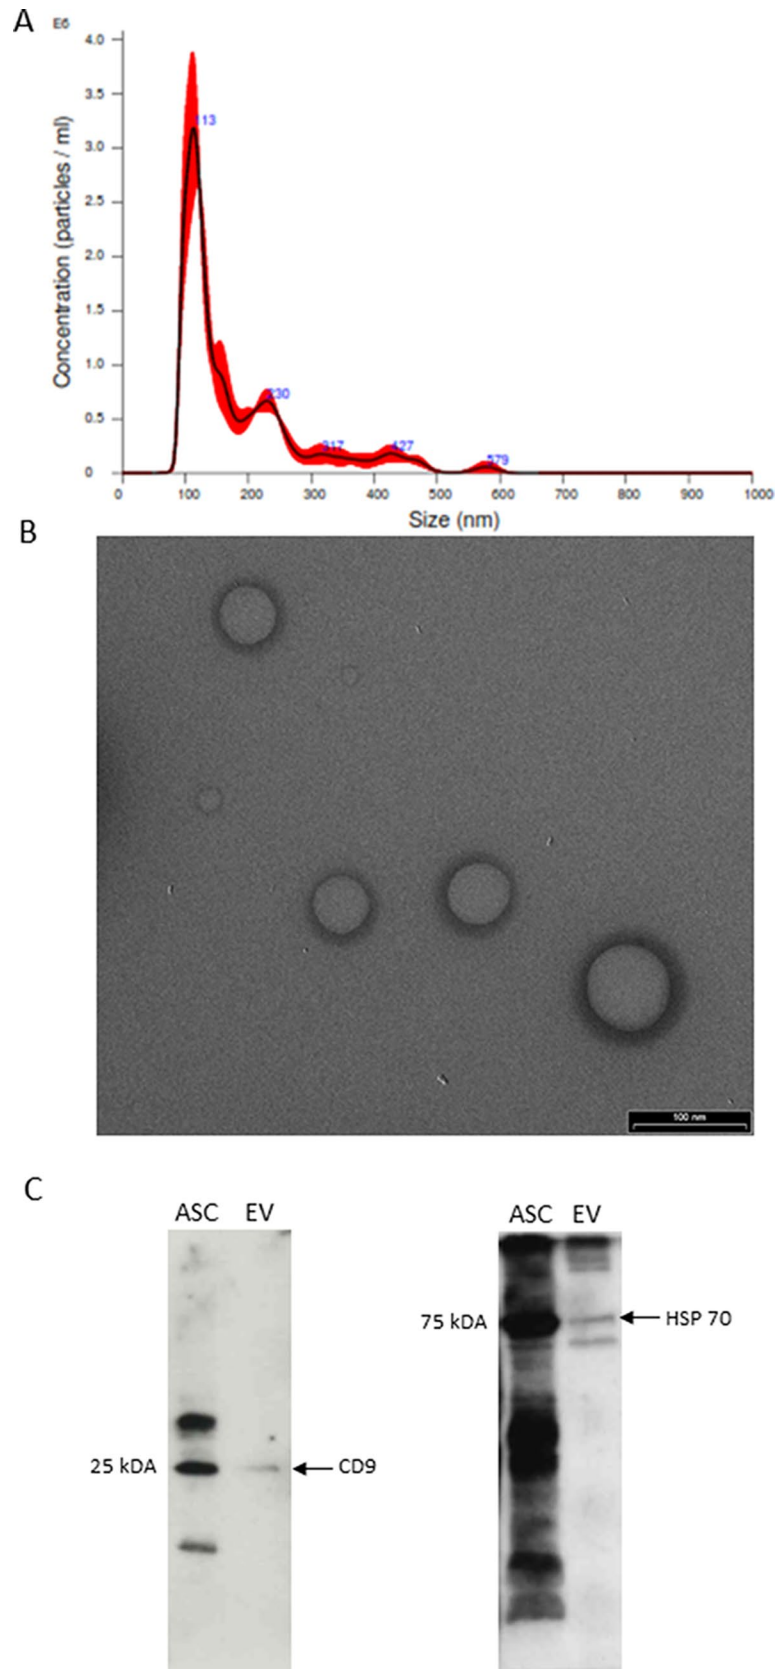 A
E6
4.0
3.5
3.0
2.5
2.0
1.5
1.0
0.5
0
113
230
317
427
579
Concentration (particles / ml)
0 100 200 300 400 500 600 700 800 900 1000
Size (nm)
B
100 nm
C
ASC EV
25 kDA
CD9
ASC EV
75 kDA
HSP 70